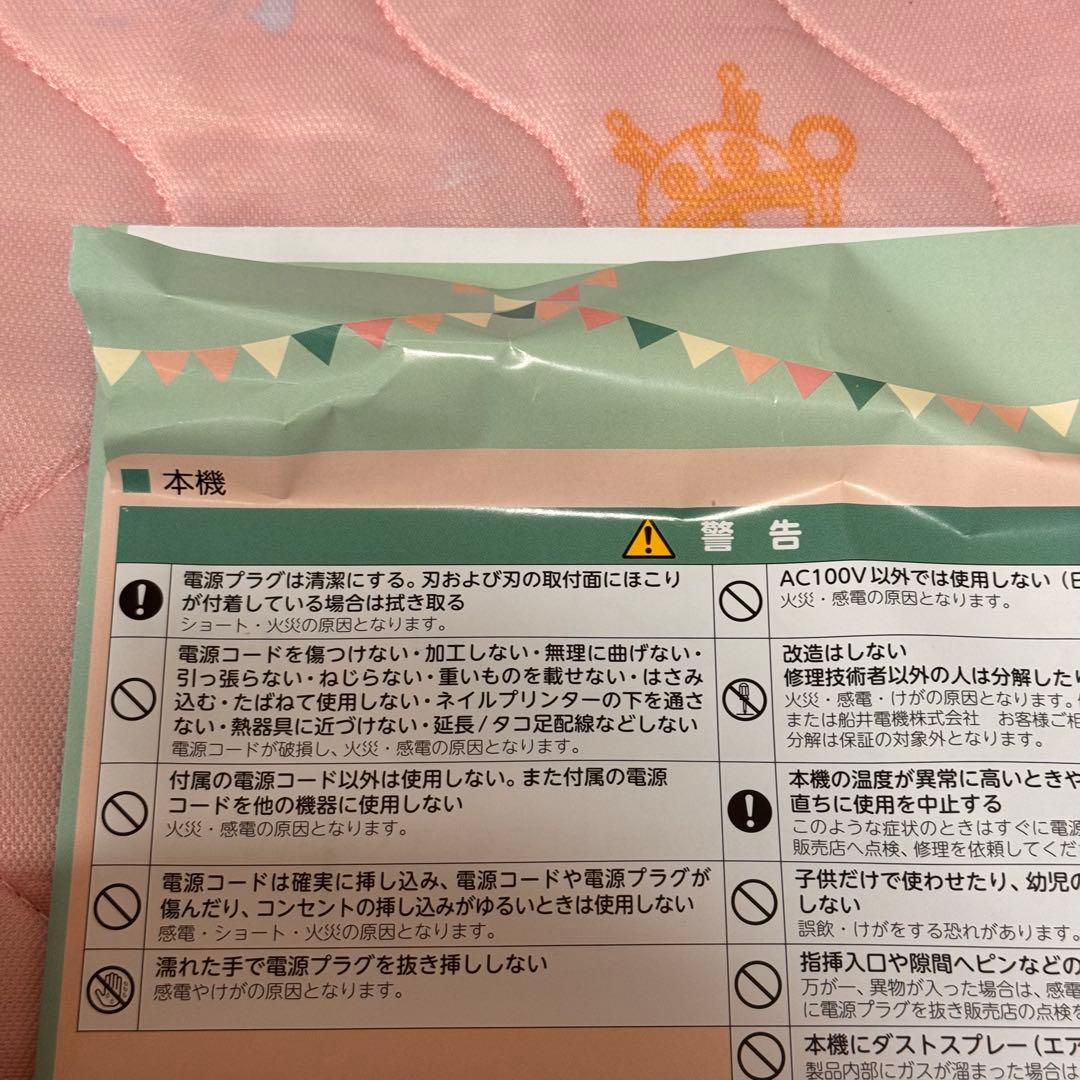 本機
警告
電源プラグは清潔にする。刃および刃の取付面にほこり
が付着している場合は拭き取る
ショート・火災の原因となります。
電源コードを傷つけない・加工しない・無理に曲げない・
引っ張らない・ねじらない・重いものを載せない・はさみ
込む・たばねて使用しない・ネイルプリンターの下を通さ
ない・熱器具に近づけない・延長/タコ足配線などしない
電源コードが破損し、火災・感電の原因となります。
付属の電源コード以外は使用しない。また付属の電源
コードを他の機器に使用しない
火災・感電の原因となります。
電源コードは確実に挿し込み、電源コードや電源プラグが
傷んだり、コンセントの挿し込みがゆるいときは使用しない
感電・ショート・火災の原因となります。
濡れた手で電源プラグを抜き挿ししない
感電やけがの原因となります。
AC100V以外では使用しない（
火災・感電の原因となります。
改造はしない
修理技術者以外の人は分解したり
火災・感電・けがの原因となります。
または船井電機株式会社 お客様ご相
分解は保証の対象外となります。
本機の温度が異常に高いときや
直ちに使用を中止する
このような症状のときはすぐに電源
販売店へ点検、修理を依頼してくだ
子供だけで使わせたり、幼児の
しない
誤飲・けがをする恐れがあります。
指挿入口や隙間へピンなどの
万が一、異物が入った場合は、感電
に電源プラグを抜き販売店の点検を
本機にダストスプレー（エア
製品内部にガスが溜まった場合は